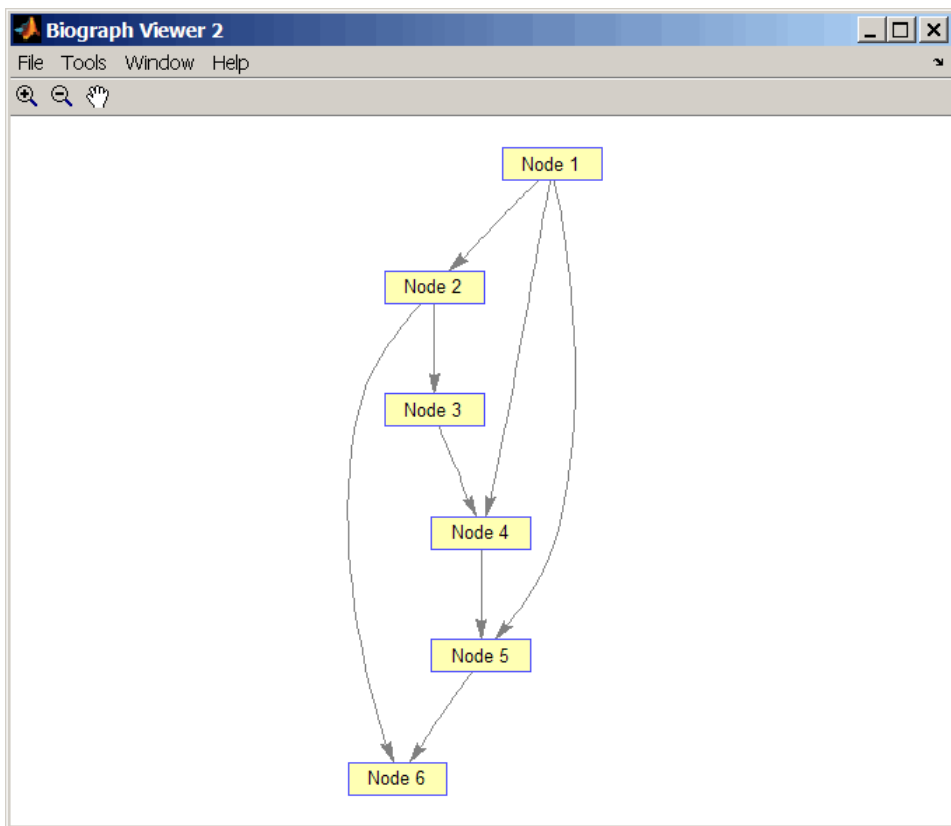 Biograph Viewer 2
File Tools Window Help
Node 1
Node 2
Node 3
Node 4
Node 5
Node 6